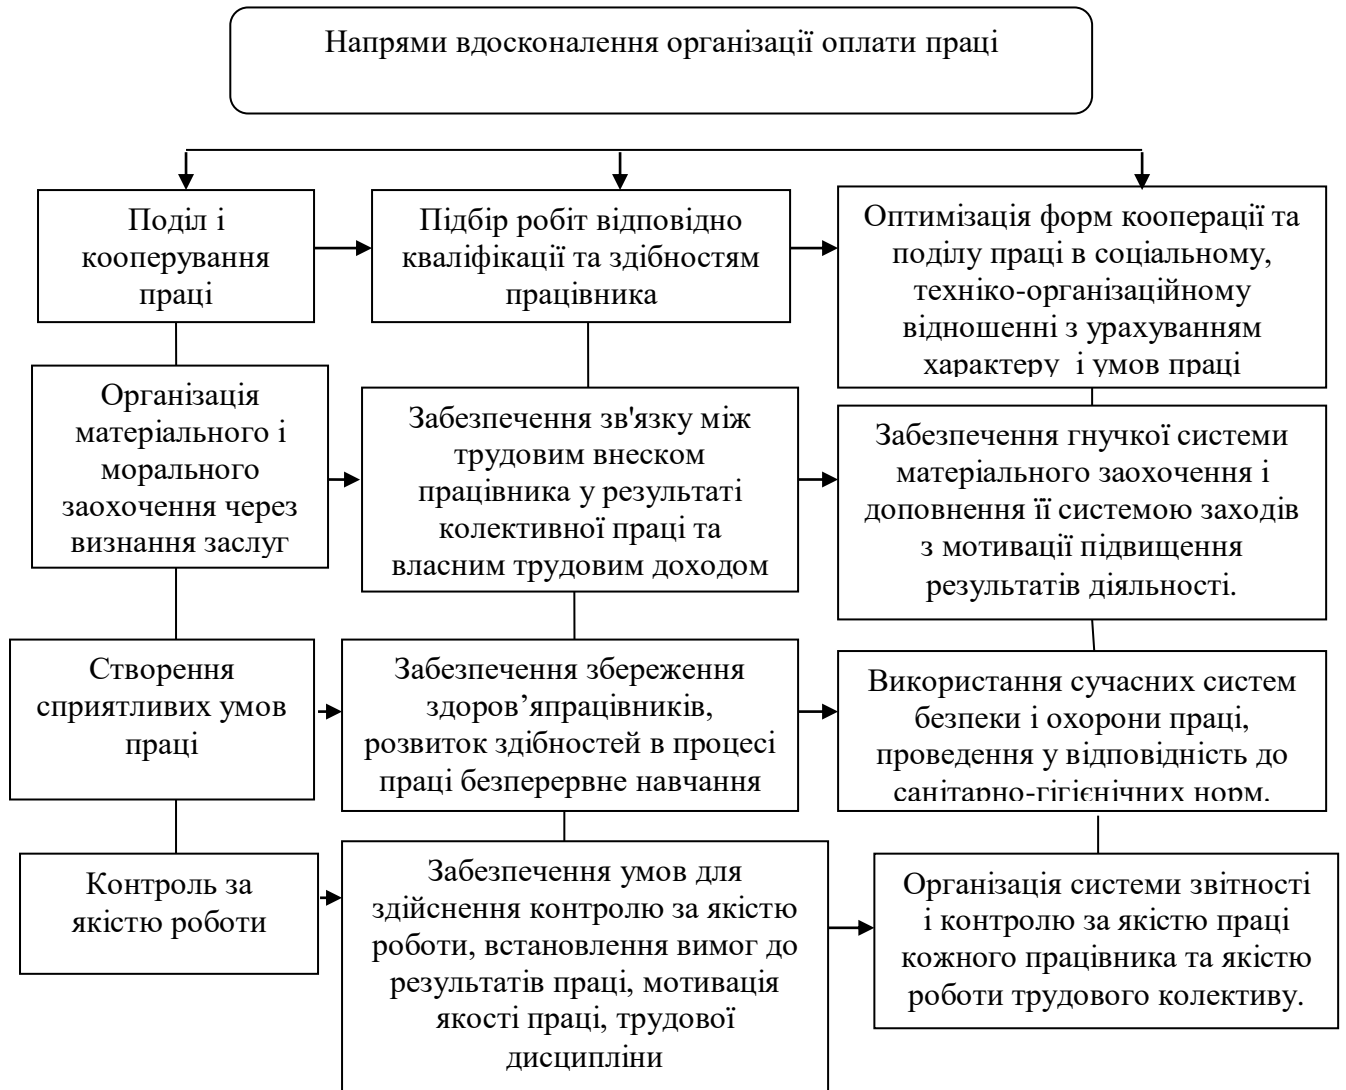 Напрями вдосконалення організації оплати праці
Поділ і
кооперування
праці
Підбір робіт відповідно
кваліфікації та здібностям
працівника
Оптимізація форм кооперації та
поділу праці в соціальному,
техніко-організаційному
відношенні з урахуванням
характеру і умов праці
Організація
матеріального і
морального
заохочення через
визнання заслуг
Забезпечення зв'язку між
трудовим внеском
працівника у результаті
колективної праці та
власним трудовим доходом
Забезпечення гнучкої системи
матеріального заохочення і
доповнення її системою заходів
з мотивації підвищення
результатів діяльності.
Створення
сприятливих умов
праці
Забезпечення збереження
здоров’япрацівників,
розвиток здібностей в процесі
праці безперервне навчання
Використання сучасних систем
безпеки і охорони праці,
проведення у відповідність до
санітарно-гігієнічних норм.
Контроль за
якістю роботи
Забезпечення умов для
здійснення контролю за якістю
роботи, встановлення вимог до
результатів праці, мотивація
якості праці, трудової
дисципліни
Організація системи звітності
і контролю за якістю праці
кожного працівника та якістю
роботи трудового колективу.